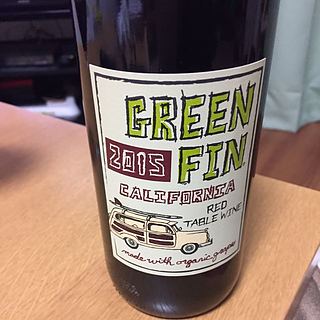 GREEN
2015 FIN.
CALIFORNIA
RED
TABLE WINE
made with organic grapes